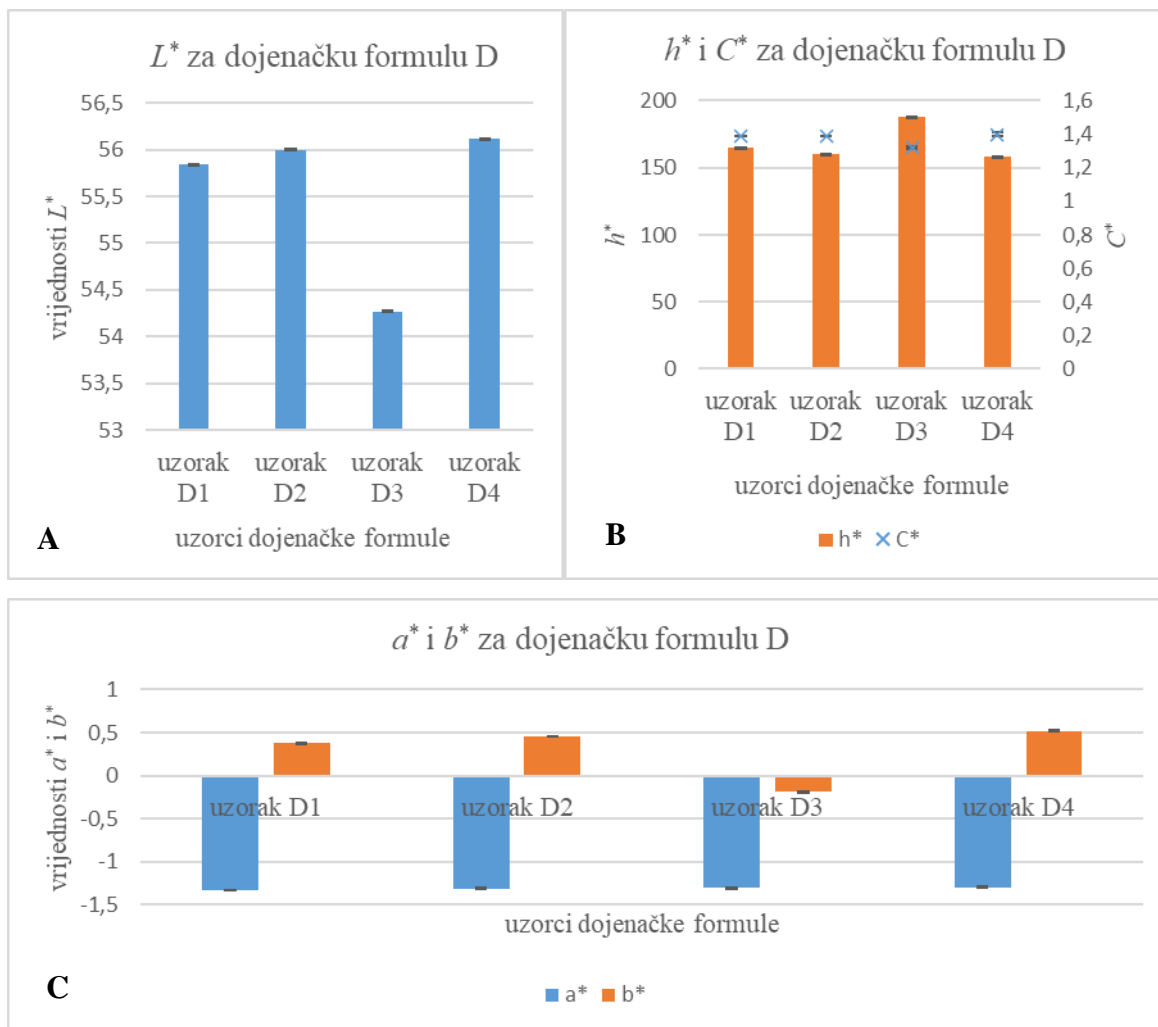 L* za dojenačku formulu D
vrijednosti L*
56,5
56
55,5
55
54,5
54
53,5
53
uzorak D1
uzorak D2
uzorak D3
uzorak D4
uzorci dojenačke formule
A
h* i C* za dojenačku formulu D
h*
200
150
100
50
0
C*
1,6
1,4
1,2
1
0,8
0,6
0,4
0,2
0
uzorak D1
uzorak D2
uzorak D3
uzorak D4
uzorci dojenačke formule
h* C*
B
a* i b* za dojenačku formulu D
vrijednosti a* i b*
1
0,5
0
-0,5
-1
-1,5
uzorak D1
uzorak D2
uzorak D3
uzorak D4
uzorci dojenačke formule
a* b*
C